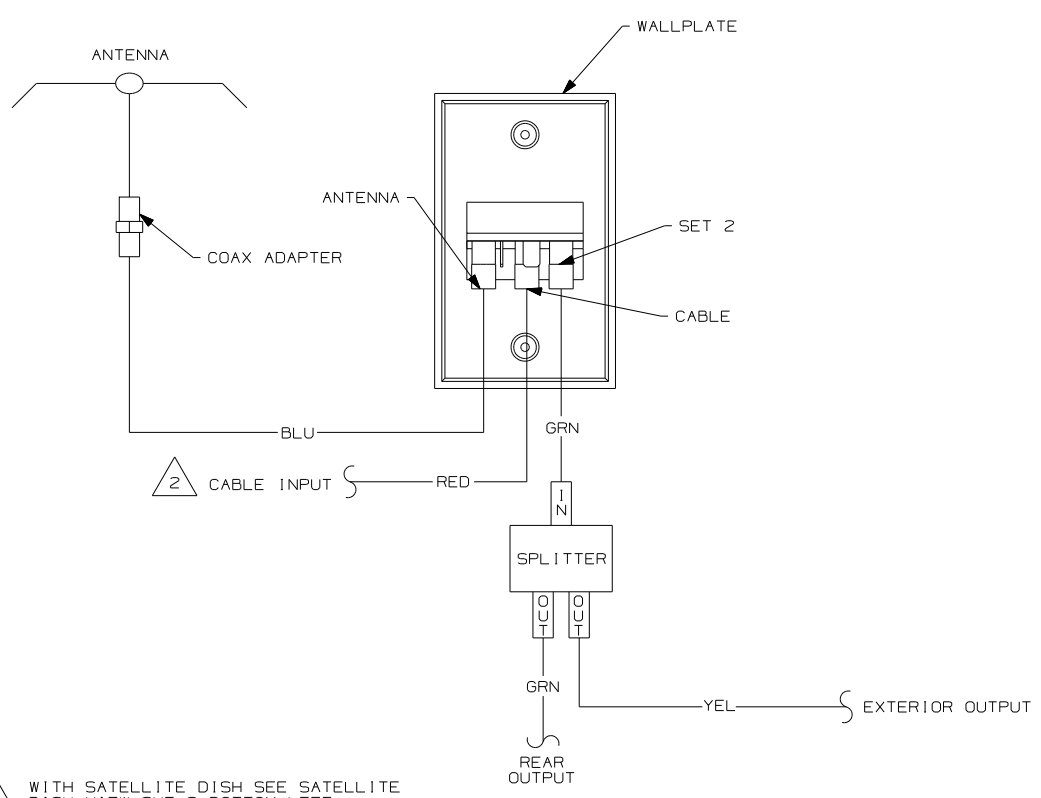 WALLPLATE
ANTENNA
ANTENNA
SET 2
COAX ADAPTER
CABLE
GRN
BLU
2
CABLE INPUT
RED
IN
SPLITTER
OUT
OUT
GRN
YEL
EXTERIOR OUTPUT
REAR
OUTPUT
WITH SATELLITE DISH SEE SATELLITE